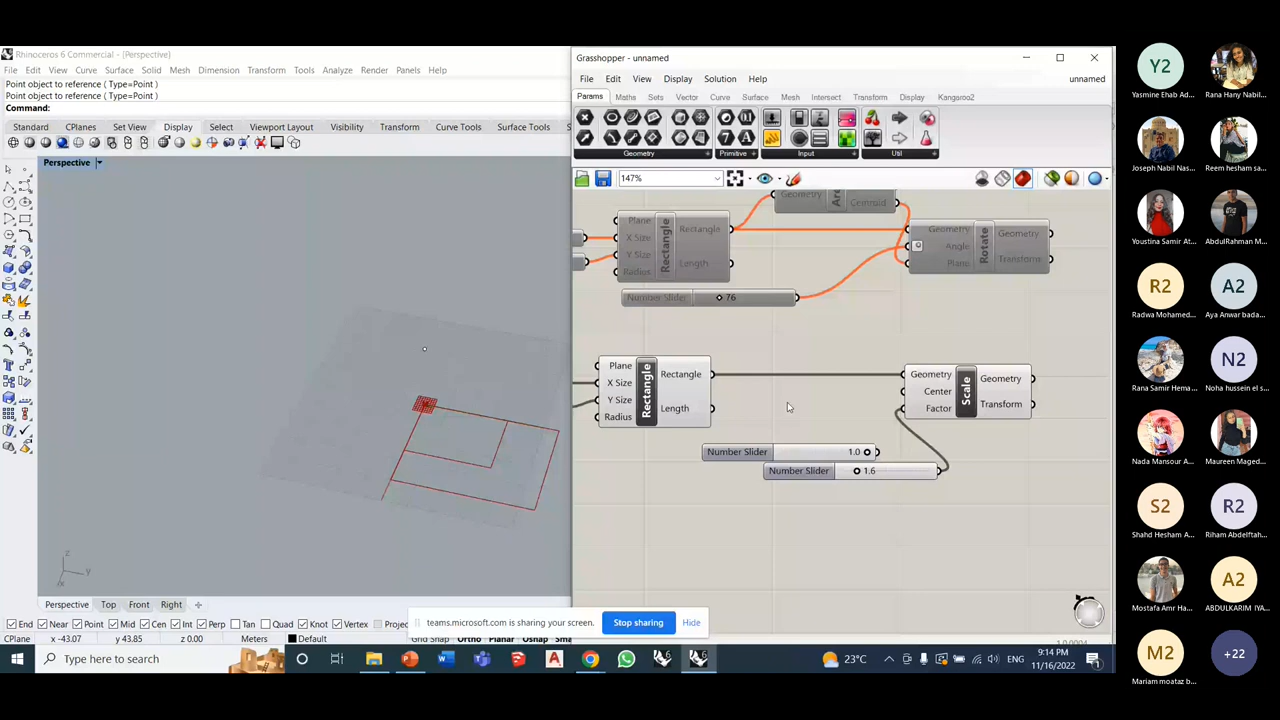 Rhinoceros 6 Commercial - [Perspective]
File Edit View Curve Surface Solid Mesh Dimension Transform Tools Analyze Render Panels Help
Point object to reference ( Type=Point )
Point object to reference ( Type=Point )
Command:
Standard CPlanes Set View Display Select Viewport Layout Visibility Transform Curve Tools Surface Tools
Perspective
z
y
x
Perspective Top Front Right
End Near Point Mid Cen Int Perp Tan Quad Knot Vertex Projec
CPlane x -43.07 y 43.85 z 0.00 Meters Default Grid Snap Ortho Planar Osnap
Grasshopper - unnamed
File Edit View Display Solution Help unnamed
Params Maths Sets Vector Curve Surface Mesh Intersect Transform Display Kangaroo2
Geometry Primitive Input Util
147%
Geometry Centroid
Plane
X Size
Y Size
Radius
Rectangle
Rectangle
Length
Geometry
Angle
Plane
Rotate
Geometry
Transform
Number Slider 76
Plane
X Size
Y Size
Radius
Rectangle
Rectangle
Length
Geometry
Center
Factor
Scale
Geometry
Transform
Number Slider 1.0
Number Slider 1.6
1.0.0004
teams.microsoft.com is sharing your screen. Stop sharing Hide
Type here to search
23°C
ENG
9:14 PM
11/16/2022
Y2
Yasmine Ehab Ad...
Rana Hany Nabil...
Joseph Nabil Nas...
Reem hesham sa...
Youstina Samir At...
AbdulRahman M...
R2
Radwa Mohamed...
A2
Aya Anwar bada...
Rana Samir Hema...
N2
Noha hussein el s...
Nada Mansour A...
Maureen Maged...
S2
Shahd Hesham A...
R2
Riham Abdelftah...
Mostafa Amr Ha...
A2
ABDULKARIM IYA...
M2
Mariam moataz b...
+22